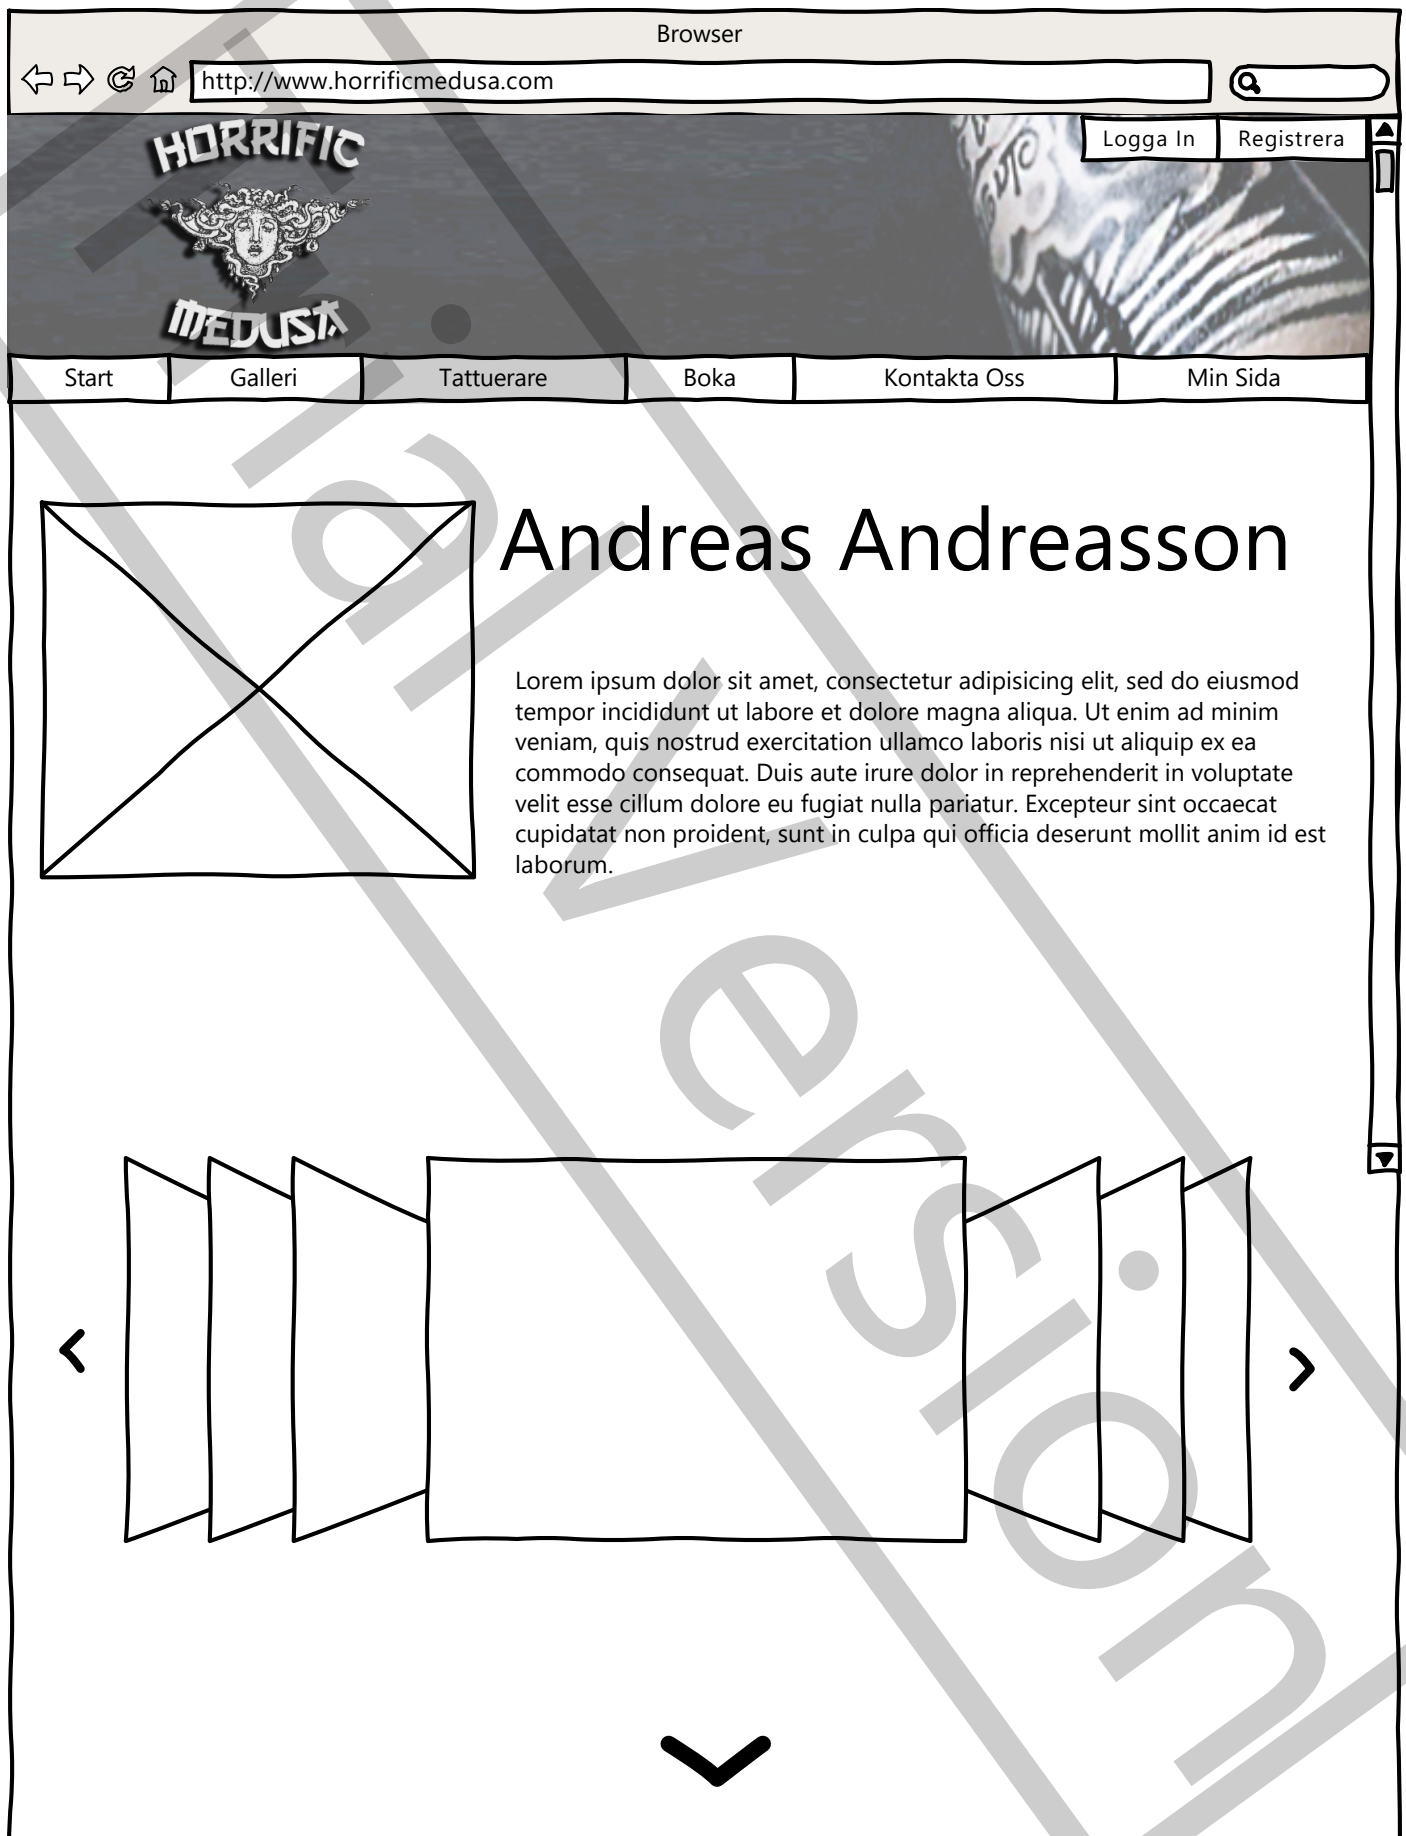 Browser
http://www.horrificmedusa.com
HORRIFIC
MEDUSA
Logga In
Registrera
Start
Galleri
Tattuerare
Boka
Kontakta Oss
Min Sida
Andreas Andreasson
Lorem ipsum dolor sit amet, consectetur adipisicing elit, sed do eiusmod
tempor incididunt ut labore et dolore magna aliqua. Ut enim ad minim
veniam, quis nostrud exercitation ullamco laboris nisi ut aliquip ex ea
commodo consequat. Duis aute irure dolor in reprehenderit in voluptate
velit esse cillum dolore eu fugiat nulla pariatur. Excepteur sint occaecat
cupidatat non proident, sunt in culpa qui officia deserunt mollit anim id est
laborum.
Trial Version